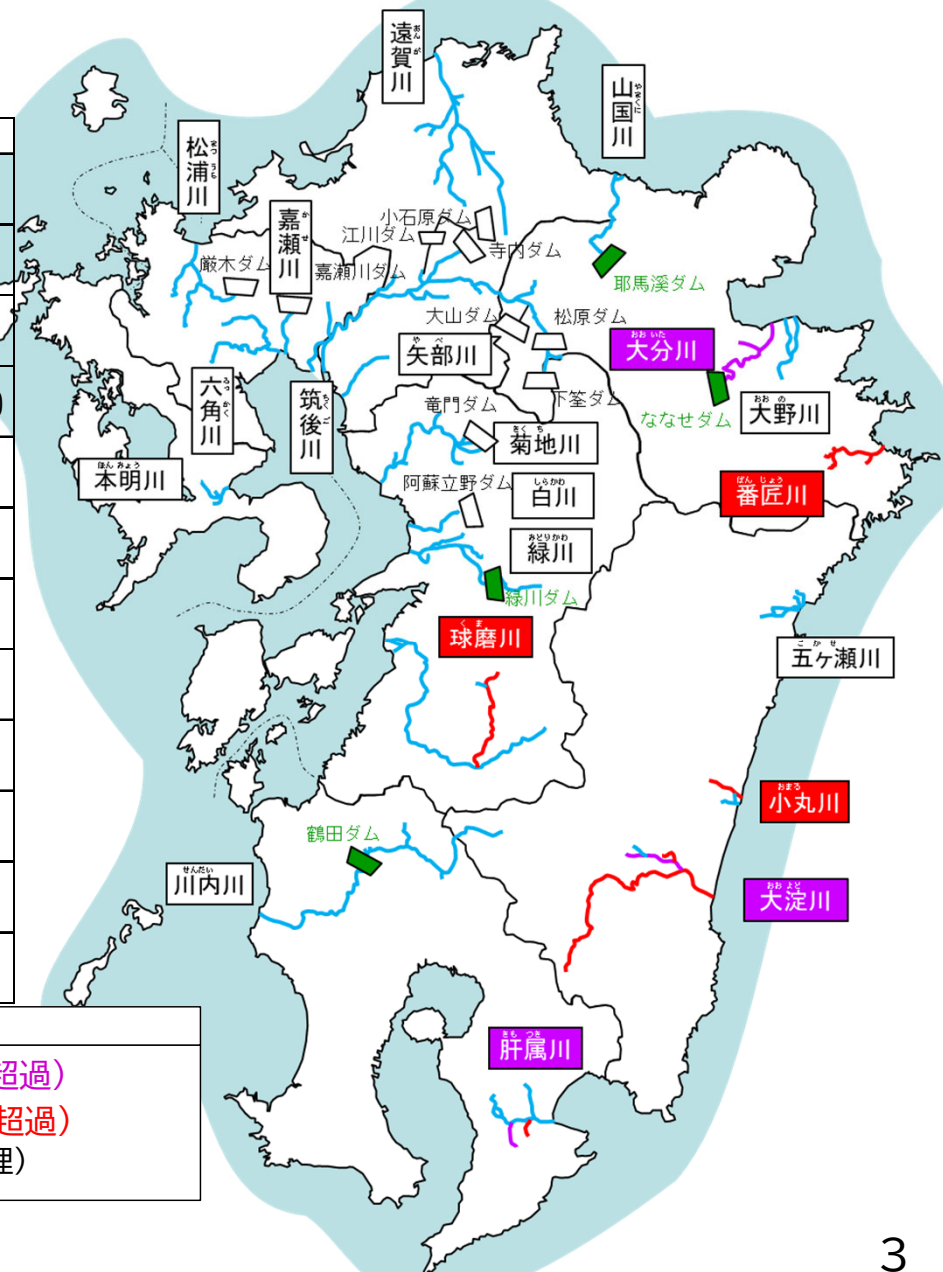 遠賀川
おんが
山国川
やまくに
松浦川
まつうら
嘉瀬川
かせ
小石原ダム
江川ダム
寺内ダム
厳木ダム
嘉瀬川ダム
耶馬溪ダム
大山ダム
松原ダム
おおいた
大分川
やべ
矢部川
六角川
ろっかく
筑後川
ちくご
下筌ダム
ななせダム
おおの
大野川
竜門ダム
きくち
菊地川
ほんみょう
本明川
阿蘇立野ダム
しらかわ
白川
ばんじょう
番匠川
みどりかわ
緑川
緑川ダム
くま
球磨川
ごかせ
五ヶ瀬川
おまる
小丸川
鶴田ダム
せんだい
川内川
おおよど
大淀川
きもつき
肝属川
)
超過）
超過）
理）
3